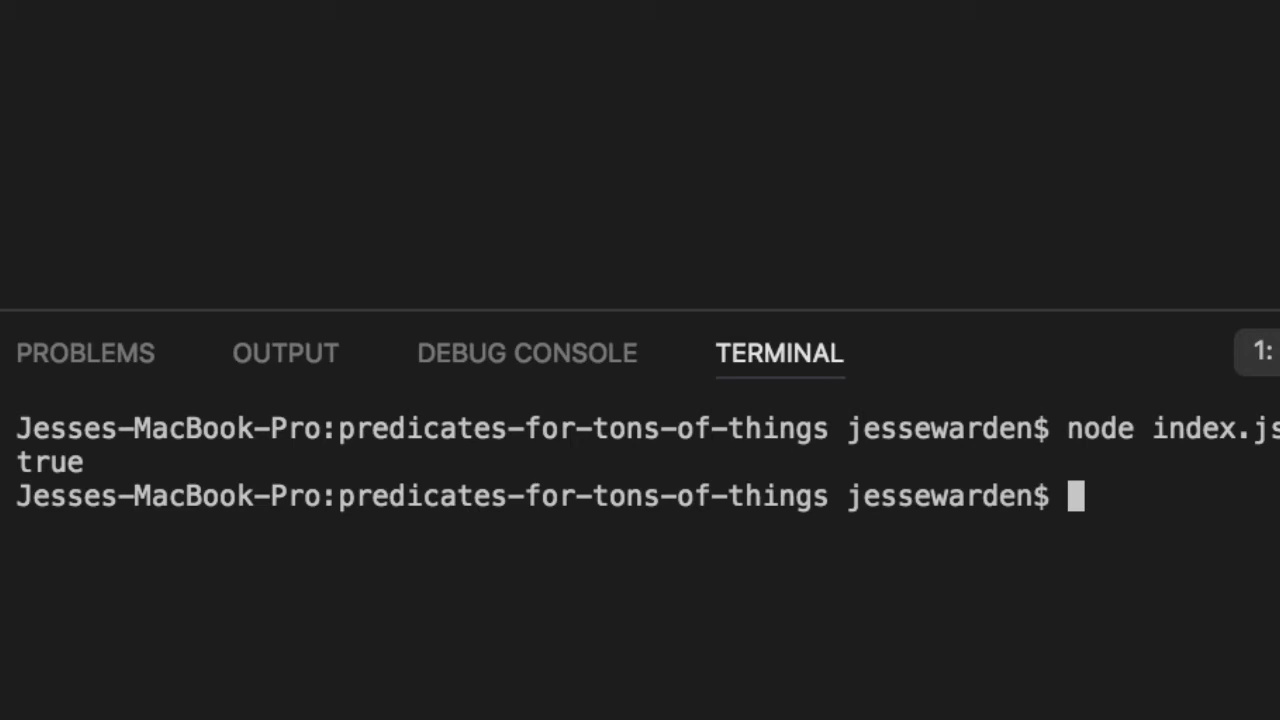 PROBLEMS OUTPUT DEBUG CONSOLE TERMINAL 1:
Jesses-MacBook-Pro:predicates-for-tons-of-things jessewarden$ node index.js
true
Jesses-MacBook-Pro:predicates-for-tons-of-things jessewarden$